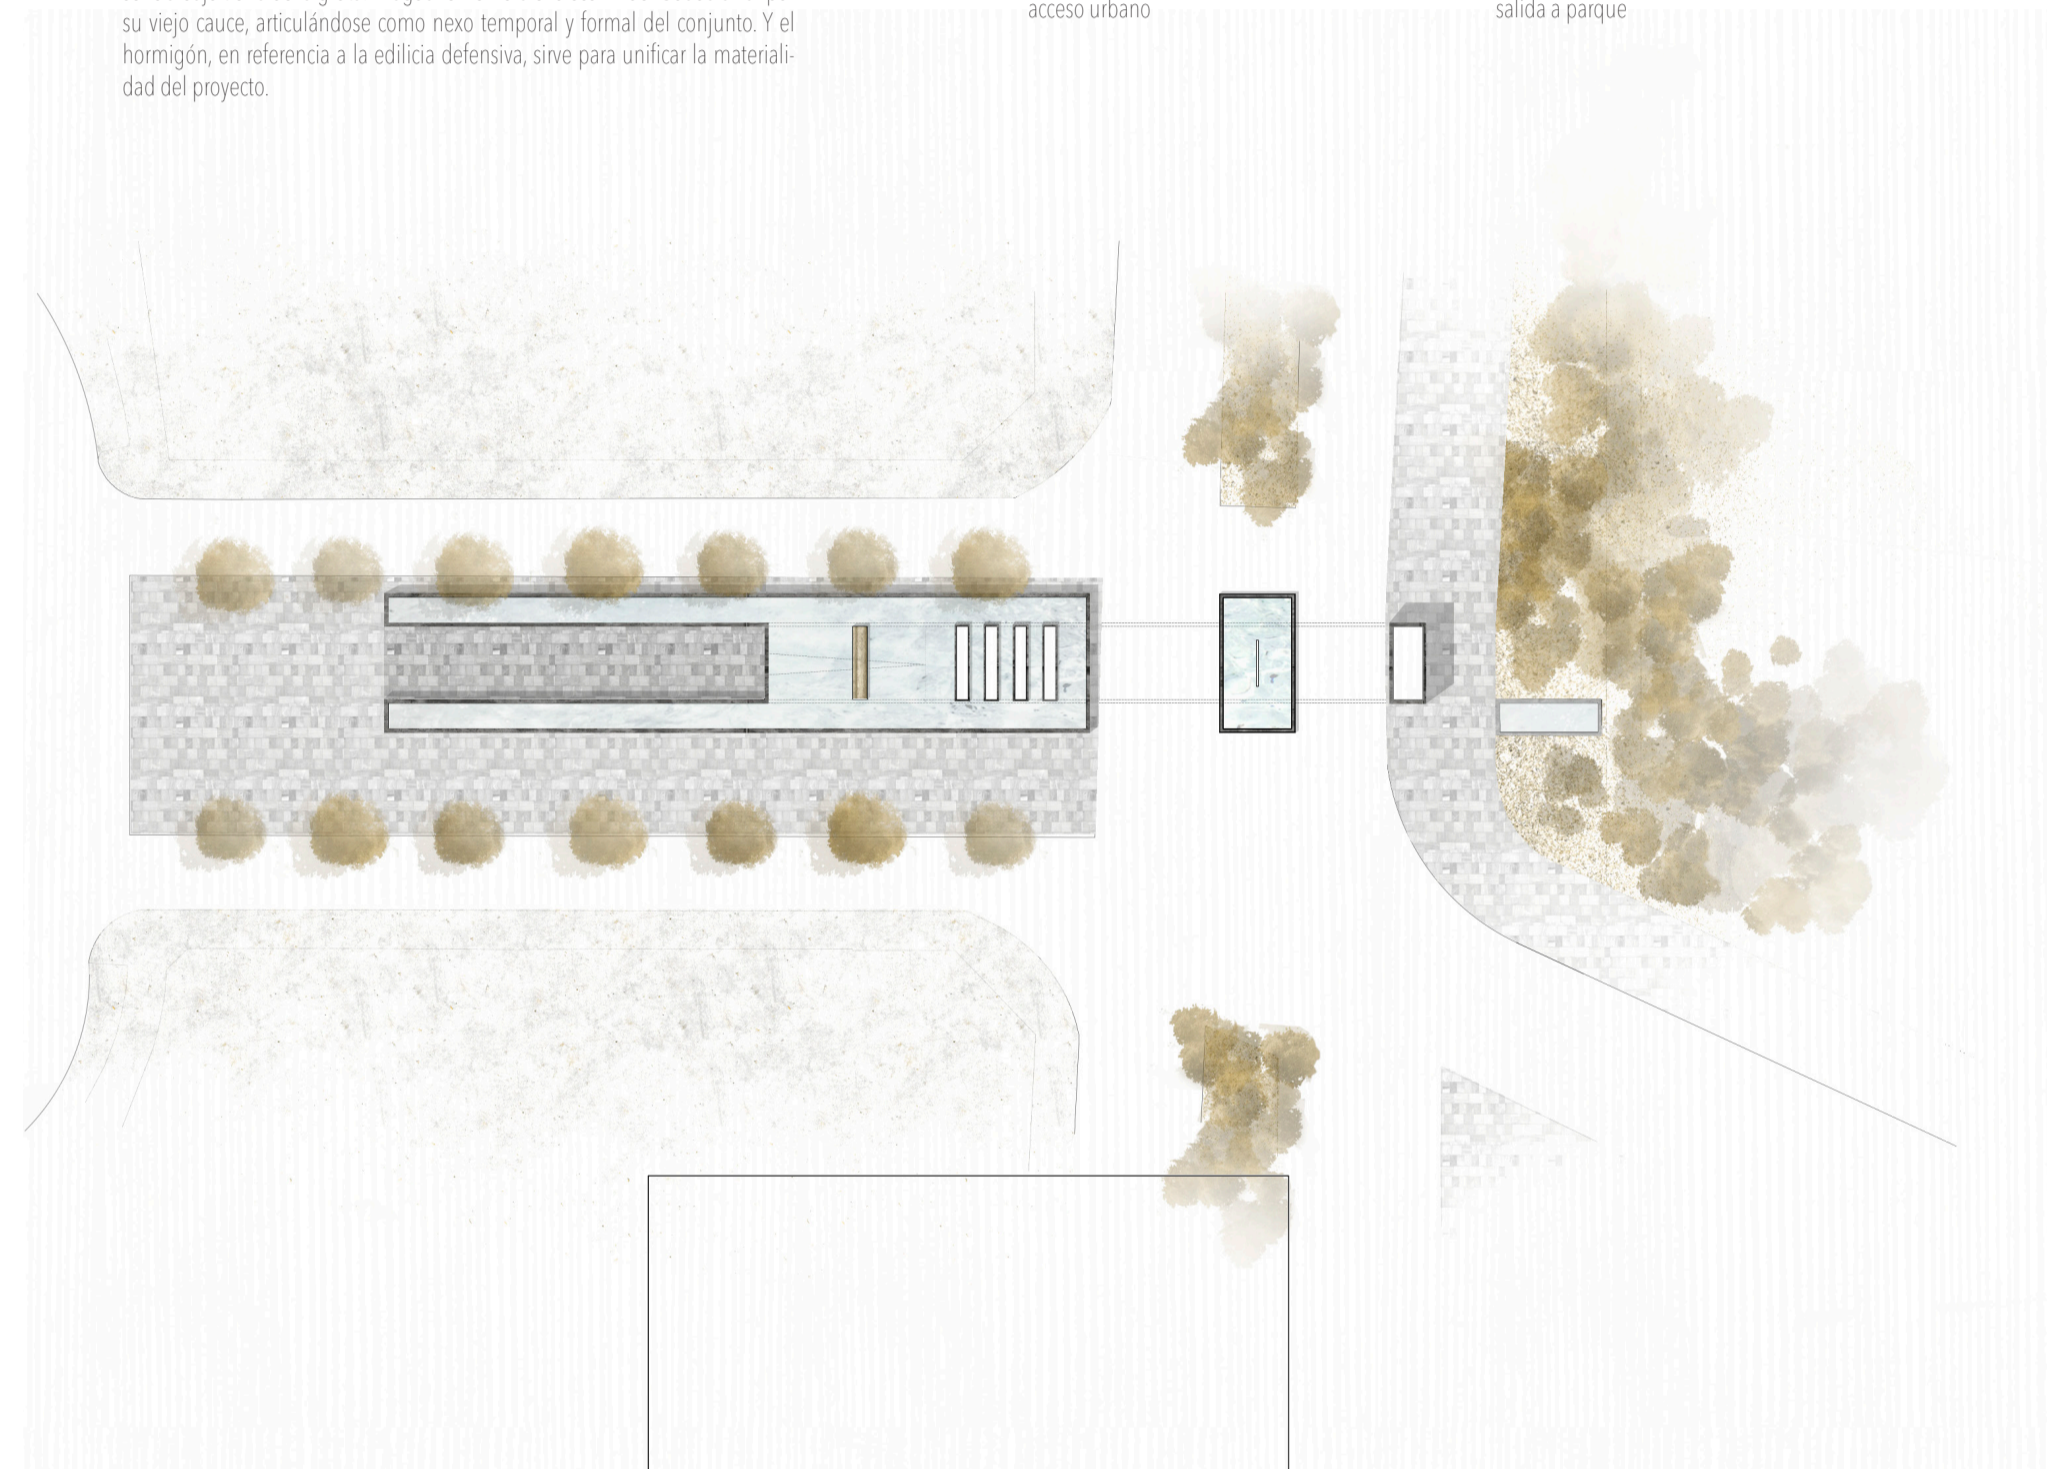 su viejo cauce, articulándose como nexo temporal y formal del conjunto. Y el
hormigón, en referencia a la edilicia defensiva, sirve para unificar la materiali-
dad del proyecto.
acceso urbano
salida a parque